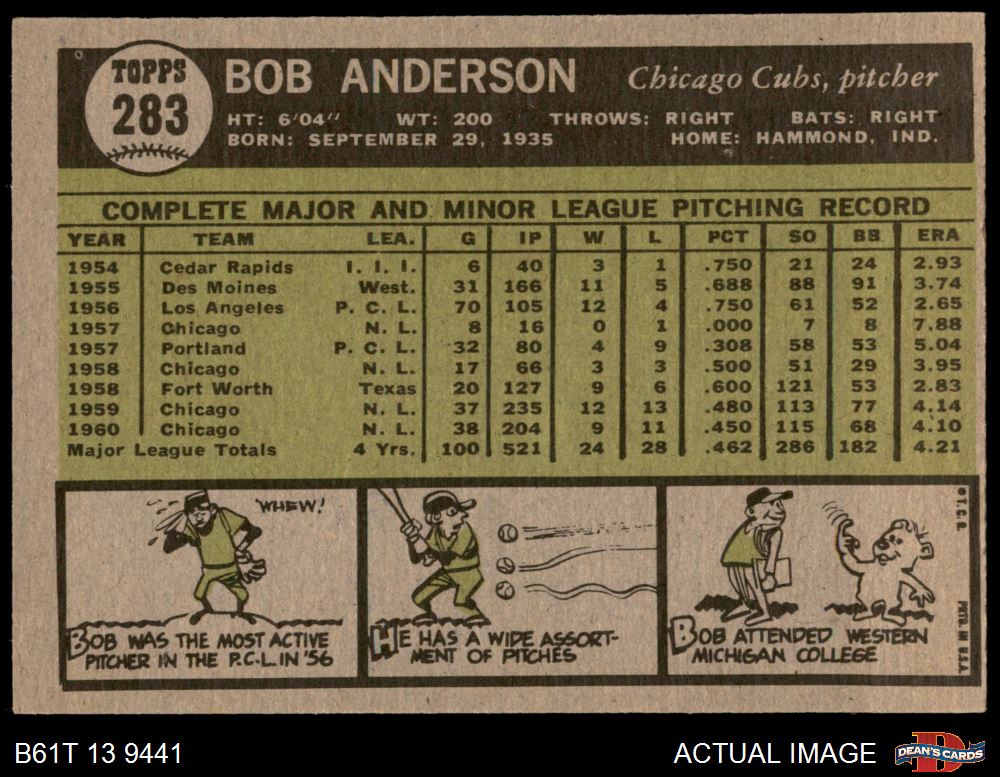 TOPPS
283
BOB ANDERSON Chicago Cubs, pitcher
HT: 6'04" WT: 200 THROWS: RIGHT BATS: RIGHT
BORN: SEPTEMBER 29, 1935 HOME: HAMMOND, IND.
COMPLETE MAJOR AND MINOR LEAGUE PITCHING RECORD
YEAR TEAM LEA. G IP W L PCT SO BB ERA
1954 Cedar Rapids I. I. I. 6 40 3 1 .750 21 24 2.93
1955 Des Moines West. 31 166 11 5 .688 88 91 3.74
1956 Los Angeles P. C. L. 70 105 12 4 .750 61 52 2.65
1957 Chicago N. L. 8 16 0 1 .000 7 8 7.88
1957 Portland P. C. L. 32 80 4 9 .308 58 53 5.04
1958 Chicago N. L. 17 66 3 3 .500 51 29 3.95
1958 Fort Worth Texas 20 127 9 6 .600 121 53 2.83
1959 Chicago N. L. 37 235 12 13 .480 113 77 4.14
1960 Chicago N. L. 38 204 9 11 .450 115 68 4.10
Major League Totals 4 Yrs. 100 521 24 28 .462 286 182 4.21
"WHEW!"
BOB WAS THE MOST ACTIVE
PITCHER IN THE P.C.L. IN '56
HE HAS A WIDE ASSORT-
MENT OF PITCHES
BOB ATTENDED WESTERN
MICHIGAN COLLEGE
© T. C. G.
PRTD. IN U.S.A.
B61T 13 9441 ACTUAL IMAGE
D
DEAN'S CARDS